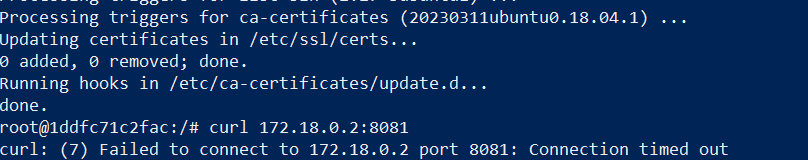 Processing triggers for ca-certificates (20230311ubuntu0.18.04.1) ...
Updating certificates in /etc/ssl/certs...
0 added, 0 removed; done.
Running hooks in /etc/ca-certificates/update.d...
done.
root@1ddfc71c2fac:/# curl 172.18.0.2:8081
curl: (7) Failed to connect to 172.18.0.2 port 8081: Connection timed out